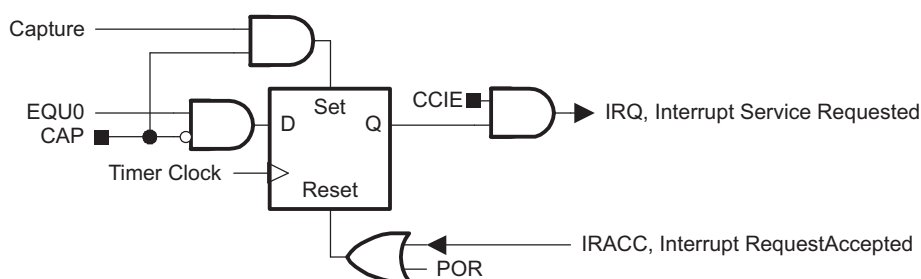 Capture
EQU0
CAP
Timer Clock
Set
D
Q
Reset
CCIE
IRQ, Interrupt Service Requested
IRACC, Interrupt RequestAccepted
POR